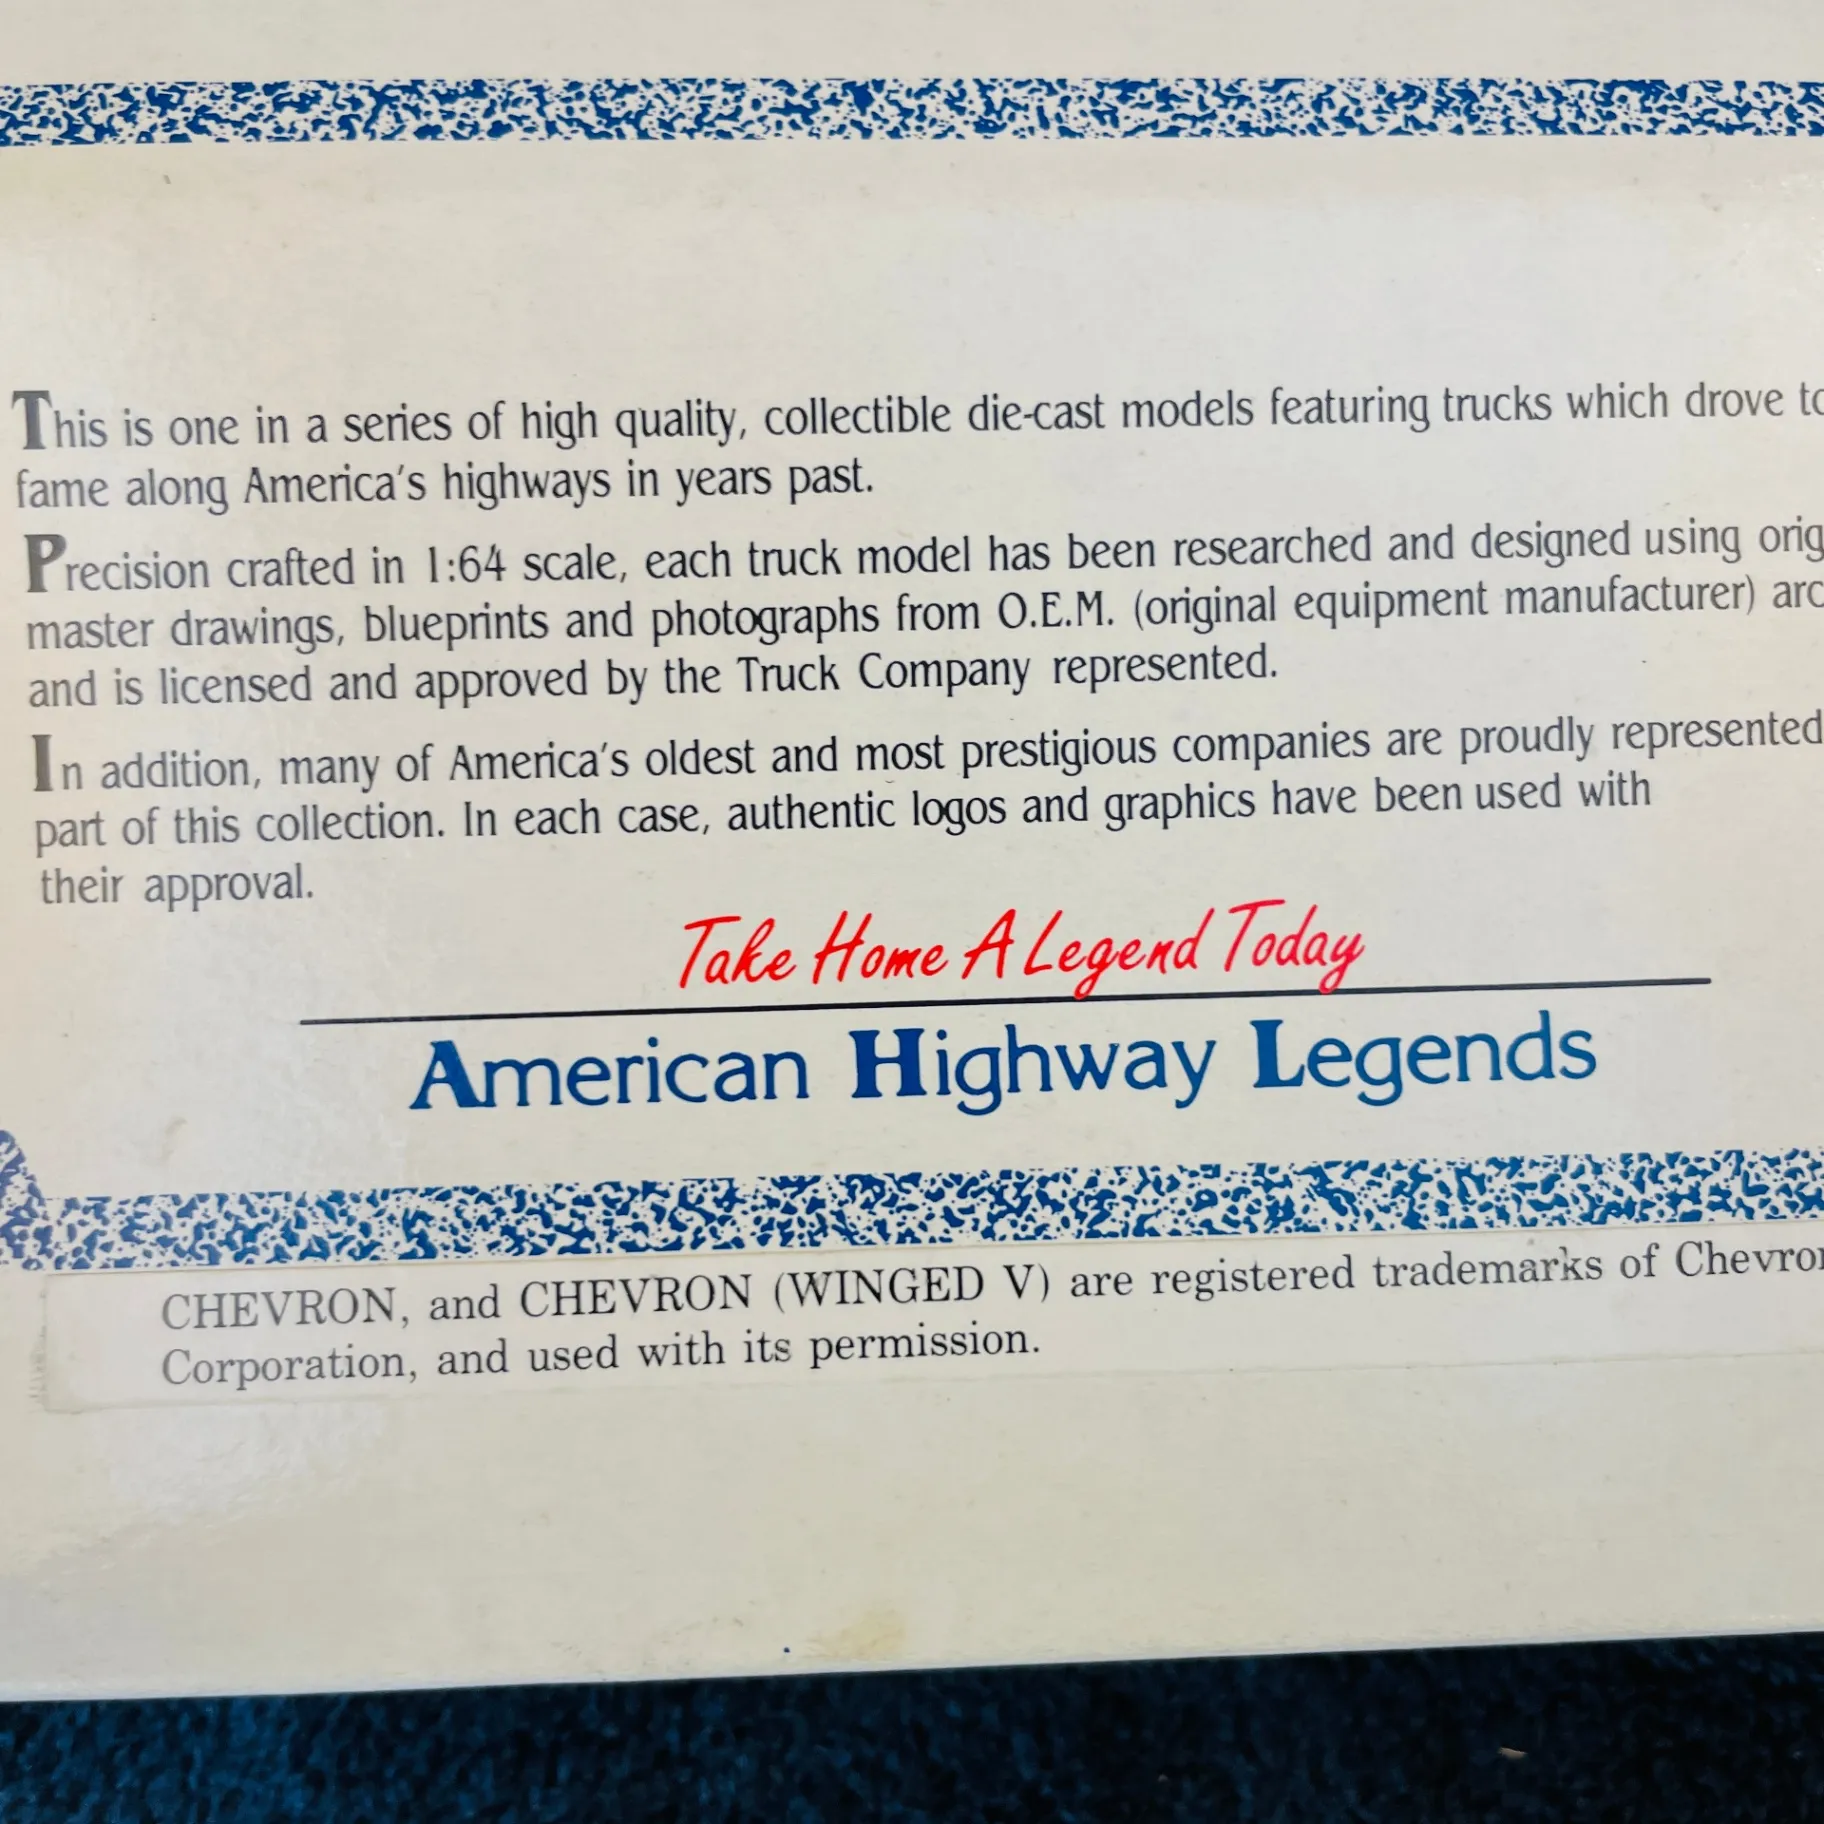 This is one in a series of high quality, collectible die-cast models featuring trucks which drove to
fame along America's highways in years past.
Precision crafted in 1:64 scale, each truck model has been researched and designed using orig
master drawings, blueprints and photographs from O.E.M. (original equipment manufacturer) arc
and is licensed and approved by the Truck Company represented.
In addition, many of America's oldest and most prestigious companies are proudly represented
part of this collection. In each case, authentic logos and graphics have been used with
their approval.
Take Home A Legend Today
American Highway Legends
CHEVRON, and CHEVRON (WINGED V) are registered trademarks of Chevron
Corporation, and used with its permission.